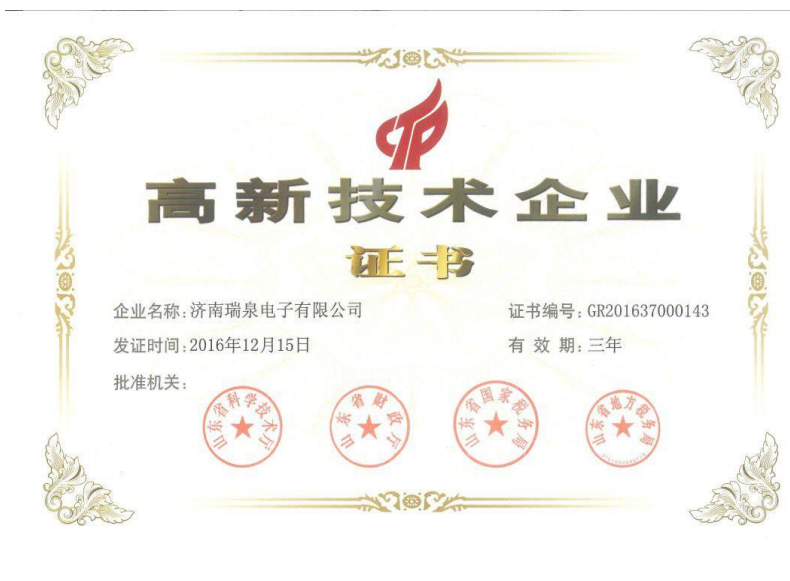 高新技术企业
证书
企业名称:济南瑞泉电子有限公司
证书编号:GR201637000143
发证时间:2016年12月15日
有效期:三年
批准机关:
山东省科学技术厅
山东省财政厅
山东省国家税务局
山东省地方税务局